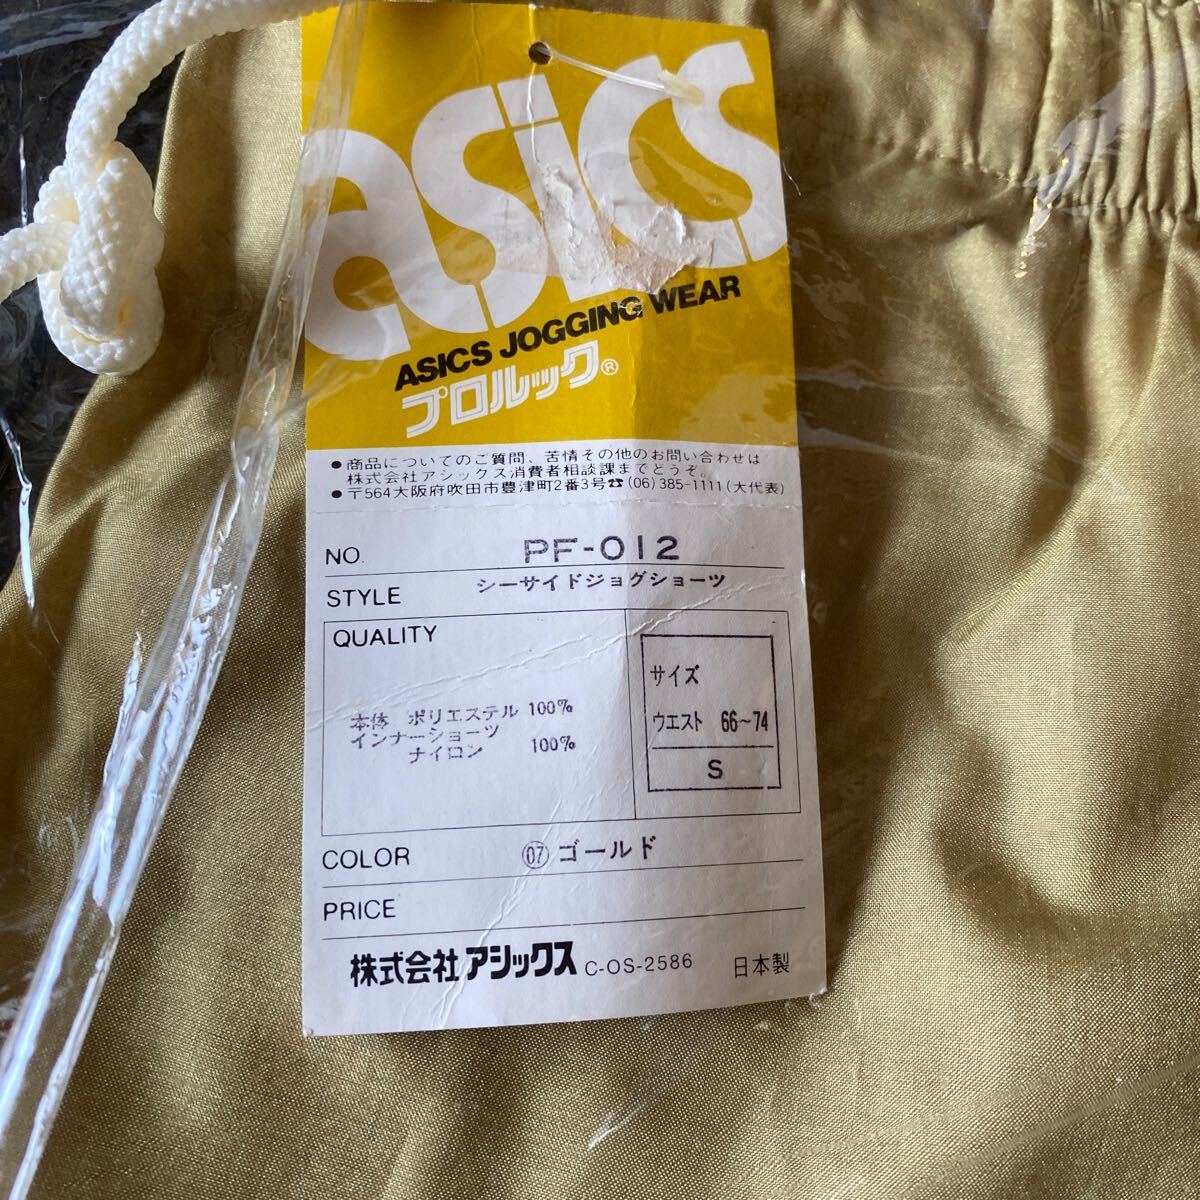 asics
ASICS JOGGING WEAR
プロルック®
●商品についてのご質問、苦情その他のお問い合わせは
株式会社アシックス消費者相談課までどうぞ。
●〒564大阪府吹田市豊津町2番3号☎(06)385-1111(大代表)
NO. PF-012
STYLE シーサイドジョグショーツ
QUALITY
本体 ポリエステル 100%
インナーショーツ
ナイロン 100%
サイズ
ウエスト 66~74
S
COLOR 07 ゴールド
PRICE
株式会社アシックス C-OS-2586 日本製